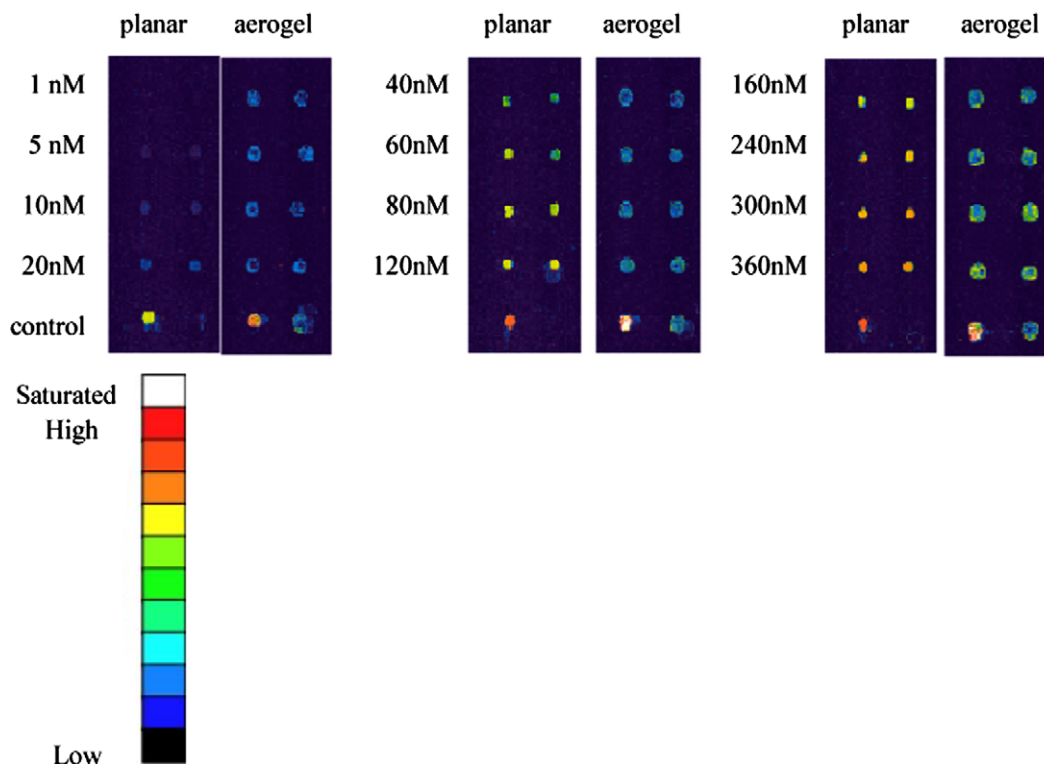 planar aerogel planar aerogel planar aerogel
1 nM 40nM 160nM
5 nM 60nM 240nM
10nM 80nM 300nM
20nM 120nM 360nM
control
Saturated
High
Low